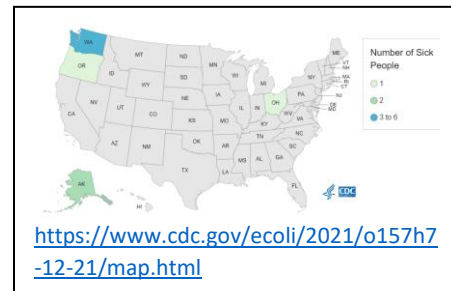 WA
MT
ND
MN
ME
OR
ID
SD
WI
MI
NY
VT
NH
MA
RI
CT
WY
IA
PA
NJ
NV
NE
IL
IN
OH
DE
MD
UT
CO
WV
VA
CA
KS
MO
KY
NC
AZ
NM
OK
AR
TN
SC
MS
AL
GA
TX
LA
FL
AK
HI
Number of Sick
People
1
2
3 to 6
CDC
https://www.cdc.gov/ecoli/2021/o157h7
-12-21/map.html